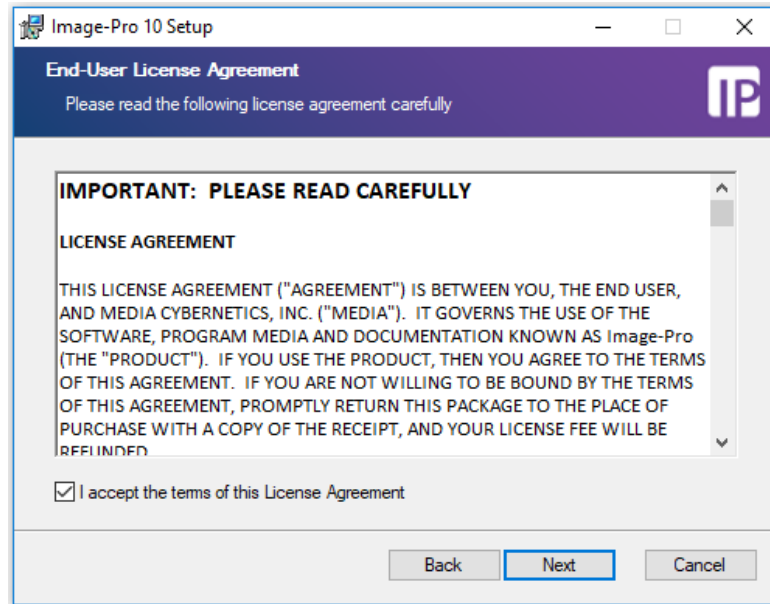 Image-Pro 10 Setup
End-User License Agreement
Please read the following license agreement carefully
IP
IMPORTANT:  PLEASE READ CAREFULLY
LICENSE AGREEMENT
THIS LICENSE AGREEMENT ("AGREEMENT") IS BETWEEN YOU, THE END USER,
AND MEDIA CYBERNETICS, INC. ("MEDIA").  IT GOVERNS THE USE OF THE
SOFTWARE, PROGRAM MEDIA AND DOCUMENTATION KNOWN AS Image-Pro
(THE "PRODUCT").  IF YOU USE THE PRODUCT, THEN YOU AGREE TO THE TERMS
OF THIS AGREEMENT.  IF YOU ARE NOT WILLING TO BE BOUND BY THE TERMS
OF THIS AGREEMENT, PROMPTLY RETURN THIS PACKAGE TO THE PLACE OF
PURCHASE WITH A COPY OF THE RECEIPT, AND YOUR LICENSE FEE WILL BE
REFUNDED
I accept the terms of this License Agreement
Back
Next
Cancel